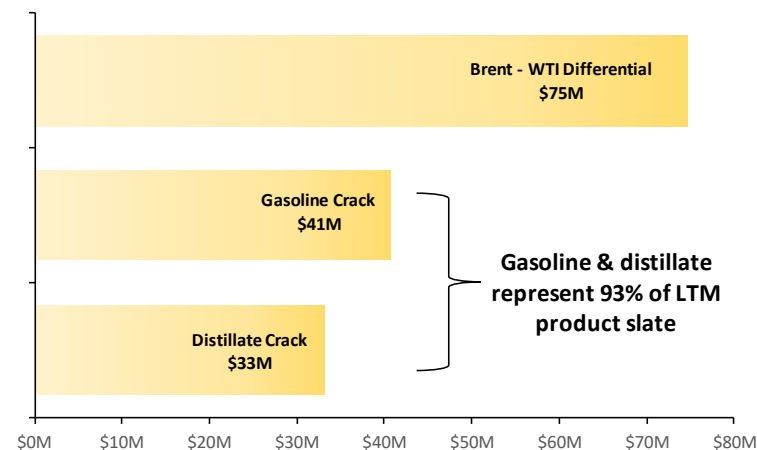 Brent - WTI Differential
$75M
Gasoline Crack
$41M
Gasoline & distillate
represent 93% of LTM
product slate
Distillate Crack
$33M
$0M $10M $20M $30M $40M $50M $60M $70M $80M